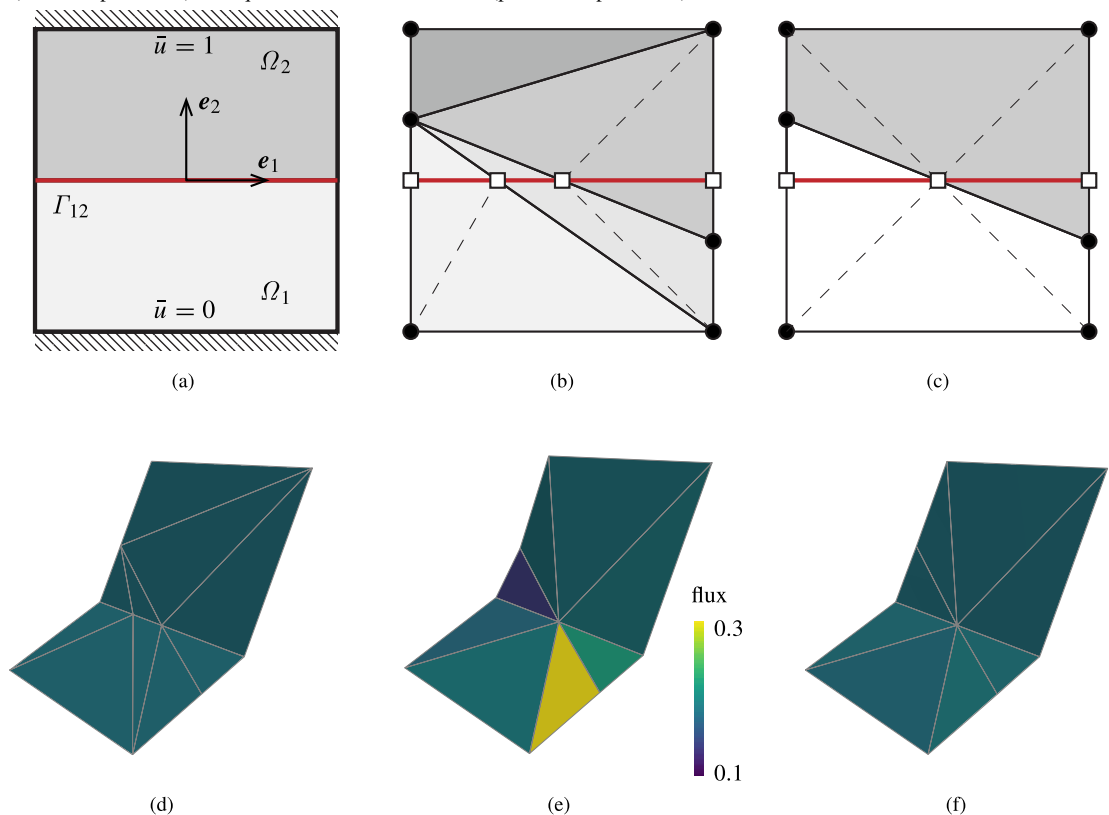 ū = 1
Ω₂
e₂
e₁
Γ₁₂
Ω₁
ū = 0
(a)
(b)
(c)
flux
0.3
0.1
(d)
(e)
(f)